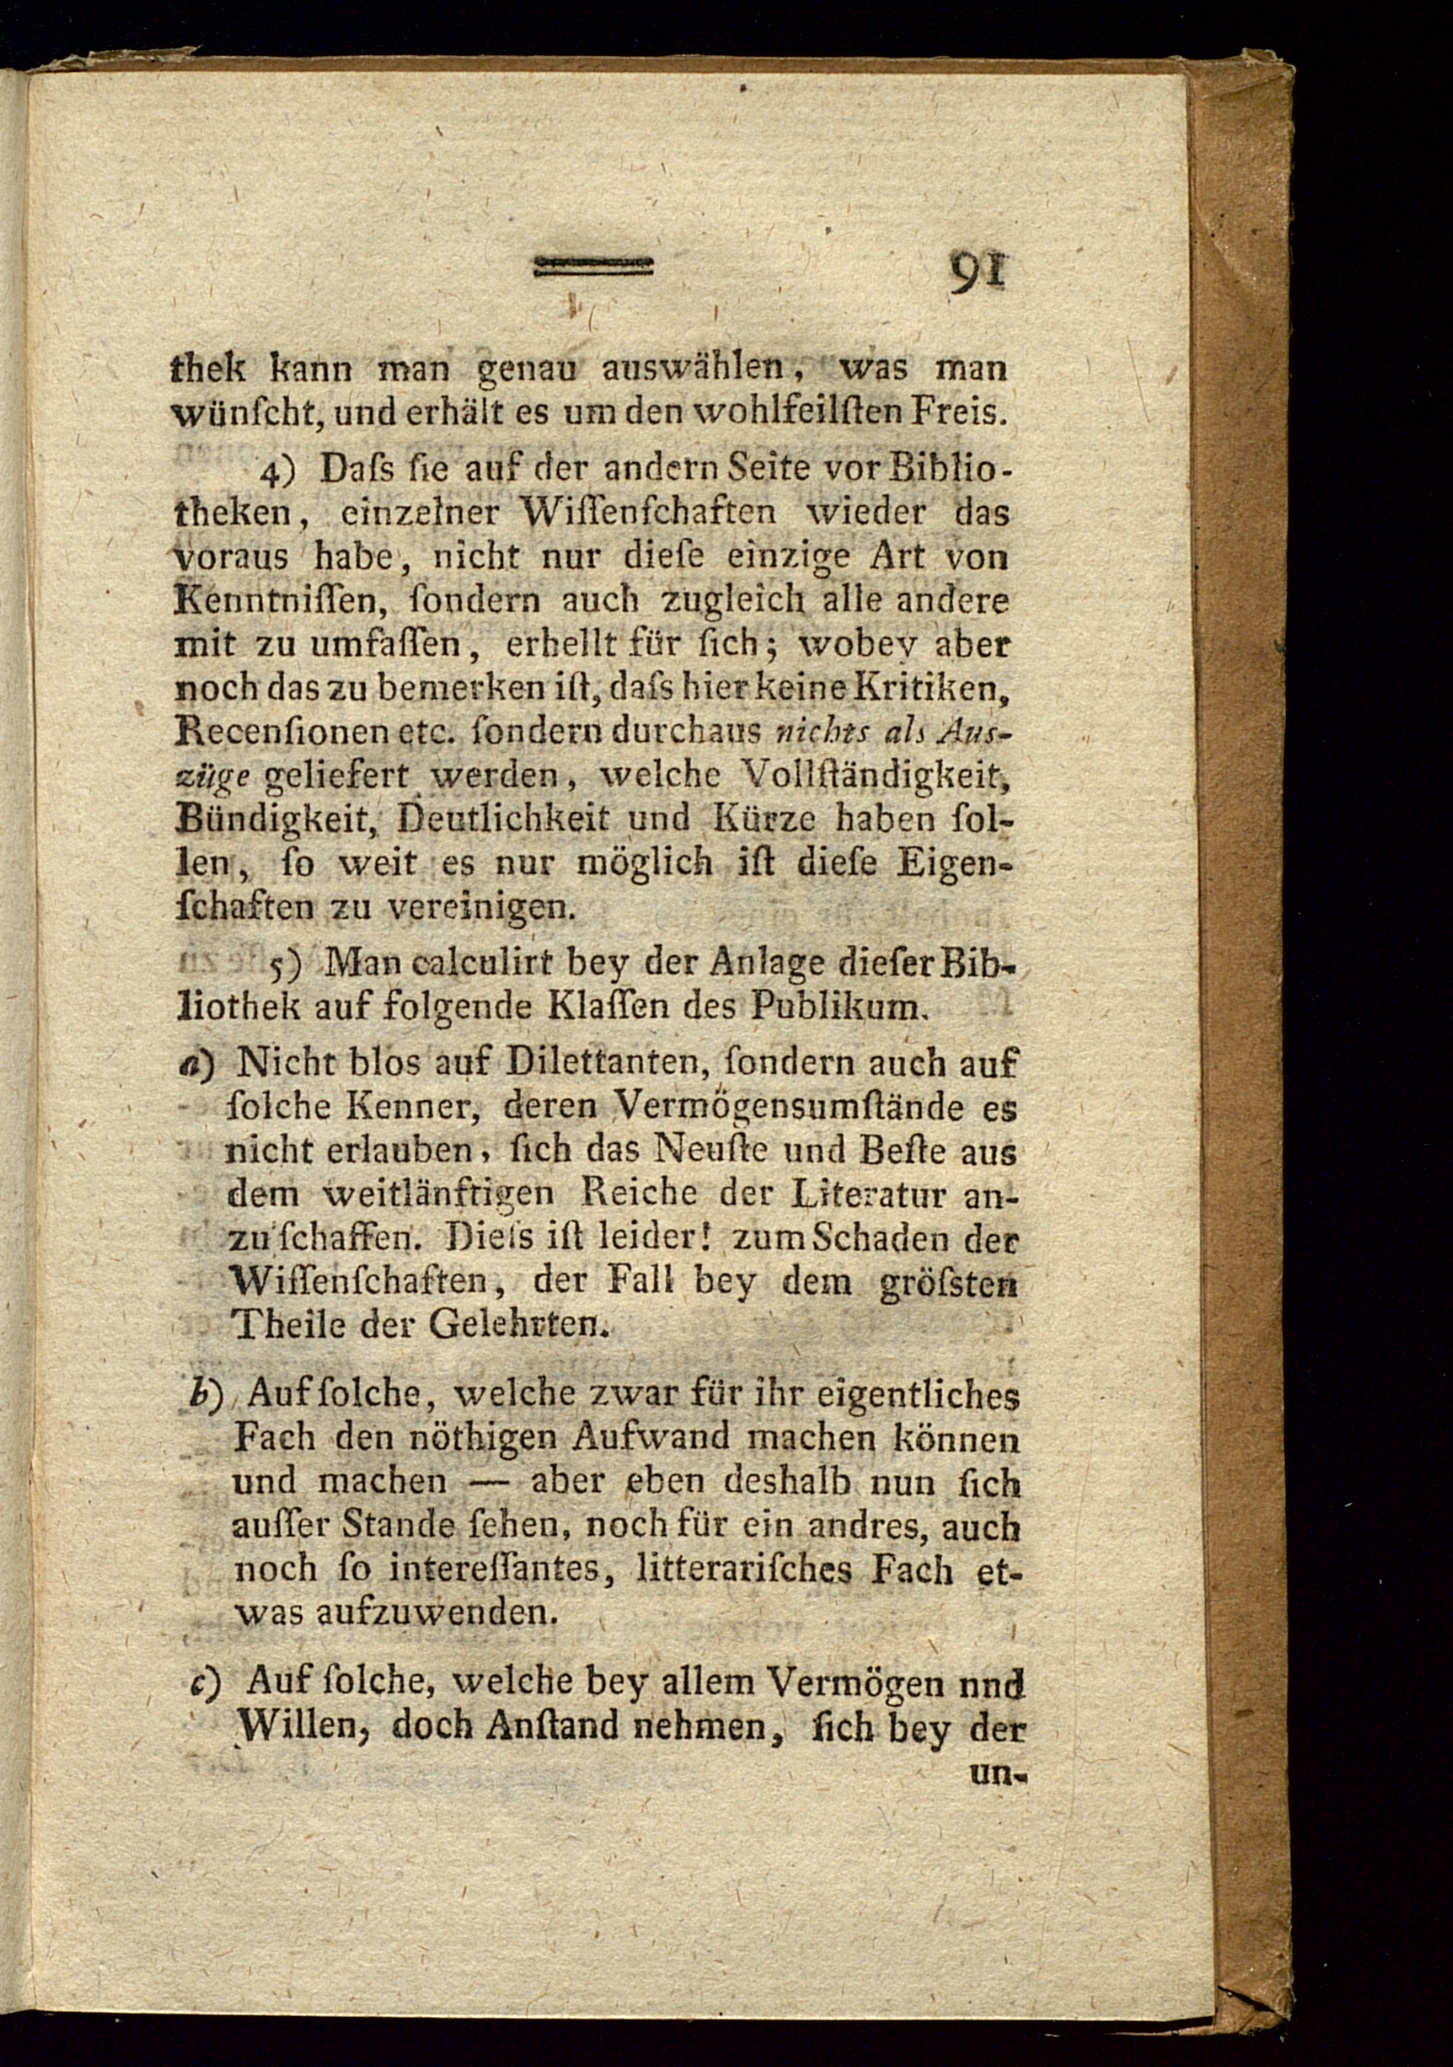 91
thek kann man genau auswählen, was man
wünſcht, und erhält es um den wohlfeilſten Freis.
4) Daſs ſie auf der andern Seite vor Biblio-
theken, einzelner Wiſſenſchaften wieder das
voraus habe, nicht nur dieſe einzige Art von
Kenntniſſen, ſondern auch zugleich alle andere
mit zu umfaſſen, erhellt für ſich; wobey aber
noch das zu bemerken iſt, daſs hier keine Kritiken,
Recenſionen etc. ſondern durchaus nichts als Aus-
züge geliefert werden, welche Vollſtändigkeit,
Bündigkeit, Deutlichkeit und Kürze haben ſol-
len, ſo weit es nur möglich iſt dieſe Eigen-
ſchaften zu vereinigen.
5) Man calculirt bey der Anlage dieſer Bib-
liothek auf folgende Klaſſen des Publikum.
a) Nicht blos auf Dilettanten, ſondern auch auf
ſolche Kenner, deren Vermögensumſtände es
nicht erlauben, ſich das Neuſte und Beſte aus
dem weitlänftigen Reiche der Literatur an-
zuſchaffen. Dieſs iſt leider! zum Schaden der
Wiſſenſchaften, der Fall bey dem gröſsten
Theile der Gelehrten.
b) Auf ſolche, welche zwar für ihr eigentliches
Fach den nöthigen Aufwand machen können
und machen — aber eben deshalb nun ſich
auſſer Stande ſehen, noch für ein andres, auch
noch ſo intereſſantes, litterariſches Fach et-
was aufzuwenden.
c) Auf ſolche, welche bey allem Vermögen nnd
Willen, doch Anſtand nehmen, ſich bey der
un-